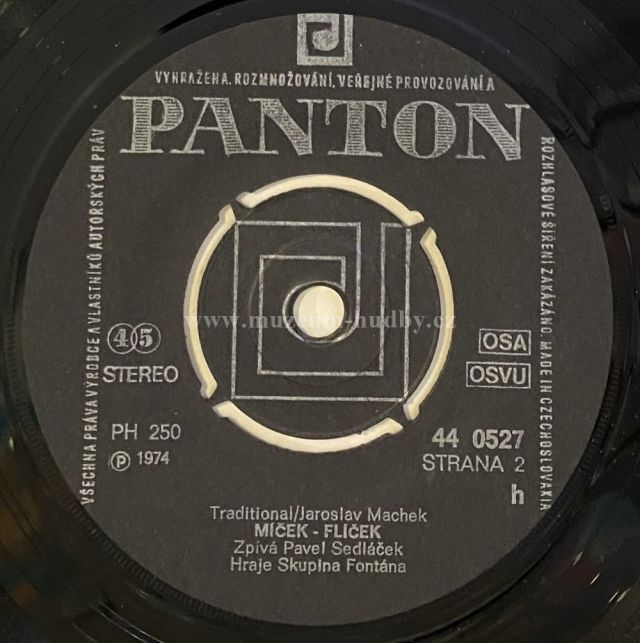 VYHRAŽENA. ROZMNOŽOVÁNÍ, VEŘEJNÉ PROVOZOVÁNÍ A
PANTON
VŠECHNA PRÁVA VÝROBCE A VLASTNÍKŮ AUTORSKÝCH PRÁV
ROZHLASOVÉ ŠÍŘENÍ ZAKÁZÁNO. MADE IN CZECHOSLOVAKIA
www.muzeum-hudby.cz
45
STEREO
OSA
OSVU
PH 250
℗ 1974
44 0527
STRANA 2
h
Traditional/Jaroslav Machek
MÍČEK - FLÍČEK
Zpívá Pavel Sedláček
Hraje Skupina Fontána